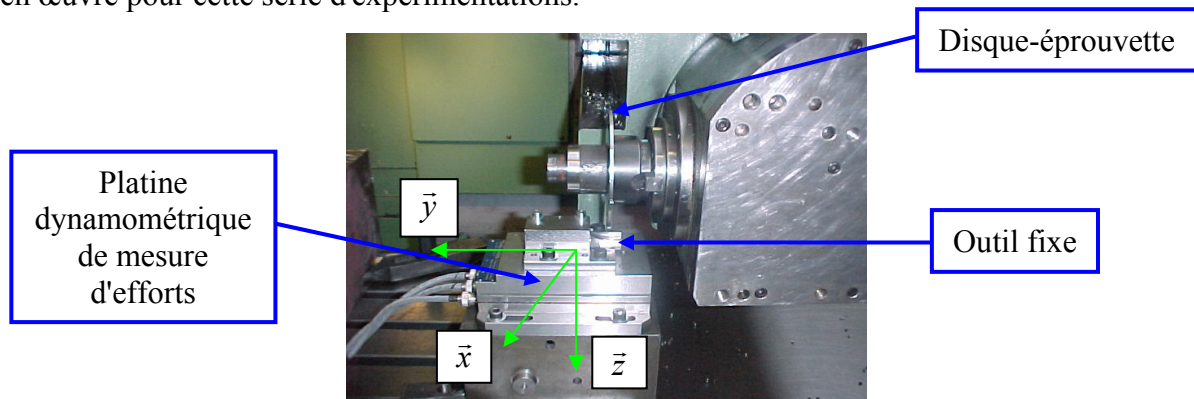 en œuvre pour cette série d'expérimentations.
Disque-éprouvette
Platine
dynamométrique
de mesure
d'efforts
y
Outil fixe
x
z